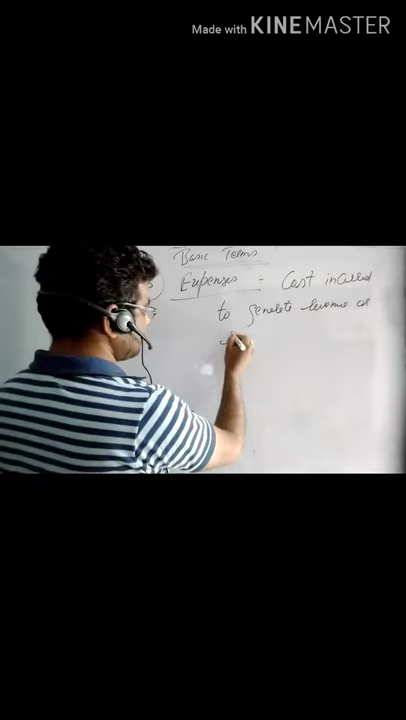 Made with KINEMASTER
Basic Terms
Expenses - Cost incurred
to generate revenue or